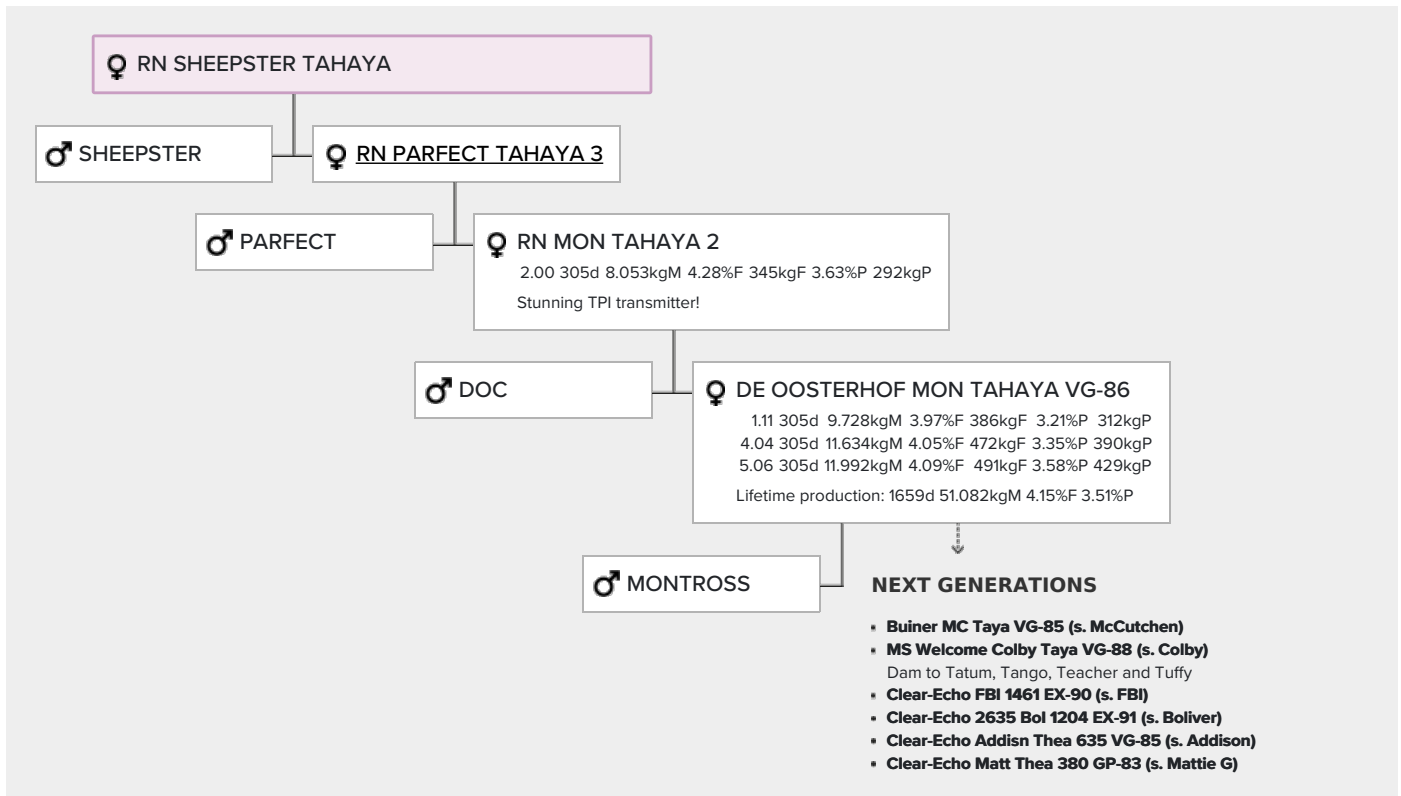 RN SHEEPSTER TAHAYA
SHEEPSTER
RN PARFECT TAHAYA 3
PARFECT
RN MON TAHAYA 2
2.00 305d 8.053kgM 4.28%F 345kgF 3.63%P 292kgP
Stunning TPI transmitter!
DOC
DE OOSTERHOF MON TAHAYA VG-86
1.11 305d 9.728kgM 3.97%F 386kgF 3.21%P 312kgP
4.04 305d 11.634kgM 4.05%F 472kgF 3.35%P 390kgP
5.06 305d 11.992kgM 4.09%F 491kgF 3.58%P 429kgP
Lifetime production: 1659d 51.082kgM 4.15%F 3.51%P
MONTROSS
NEXT GENERATIONS
Buiner MC Taya VG-85 (s. McCutchen)
MS Welcome Colby Taya VG-88 (s. Colby)
Dam to Tatum, Tango, Teacher and Tuffy
Clear-Echo FBI 1461 EX-90 (s. FBI)
Clear-Echo 2635 Bol 1204 EX-91 (s. Boliver)
Clear-Echo Addisn Thea 635 VG-85 (s. Addison)
Clear-Echo Matt Thea 380 GP-83 (s. Mattie G)